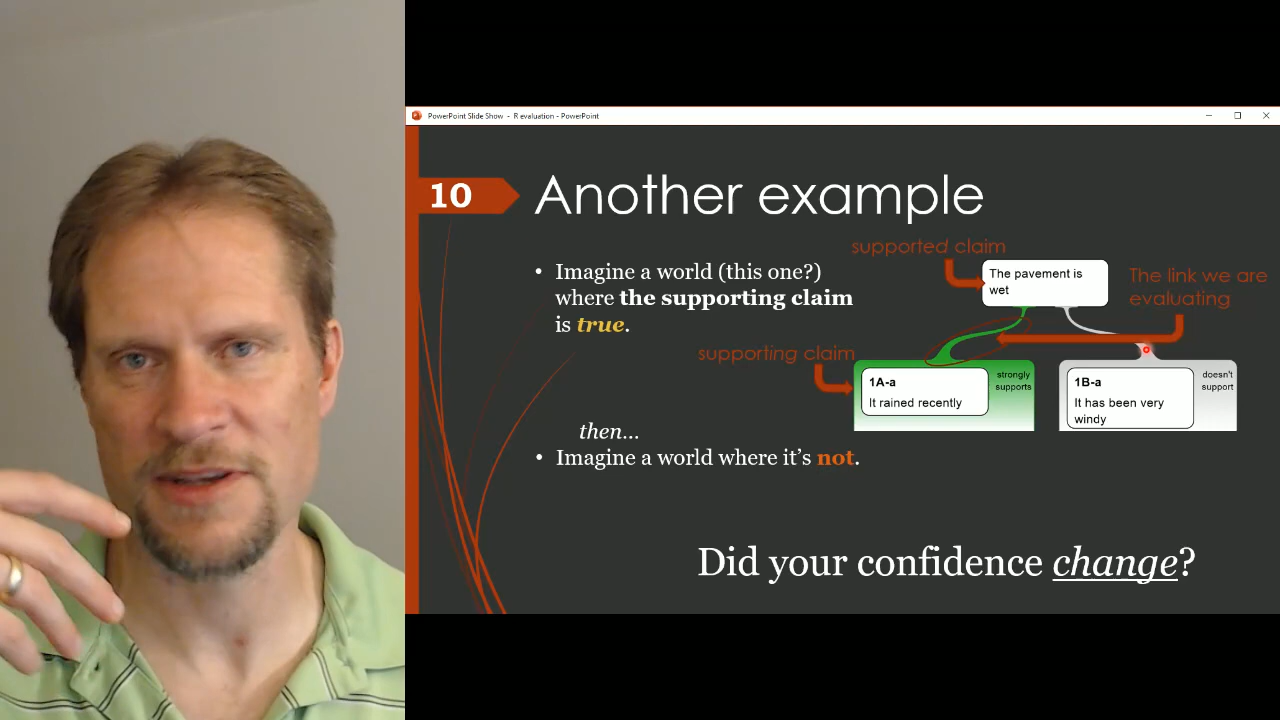 PowerPoint Slide Show - R evaluation - PowerPoint
10
Another example
• Imagine a world (this one?)
where the supporting claim
is true.
then...
• Imagine a world where it's not.
Did your confidence change?
supported claim
The pavement is
wet
The link we are
evaluating
supporting claim
1A-a
It rained recently
strongly
supports
1B-a
It has been very
windy
doesn't
support